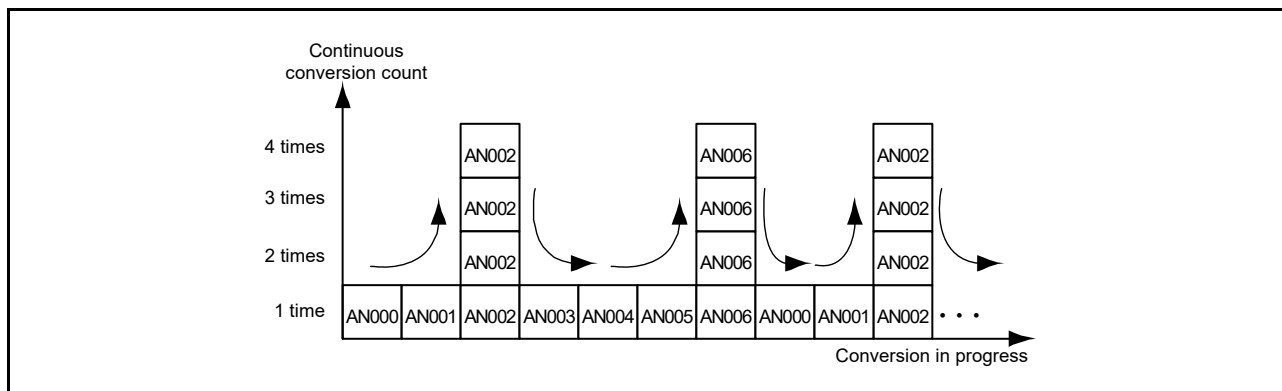 Continuous
conversion count
4 times
AN002
AN006
AN002
3 times
AN002
AN006
AN002
2 times
AN002
AN006
AN002
1 time
AN000
AN001
AN002
AN003
AN004
AN005
AN006
AN000
AN001
AN002
• • •
Conversion in progress